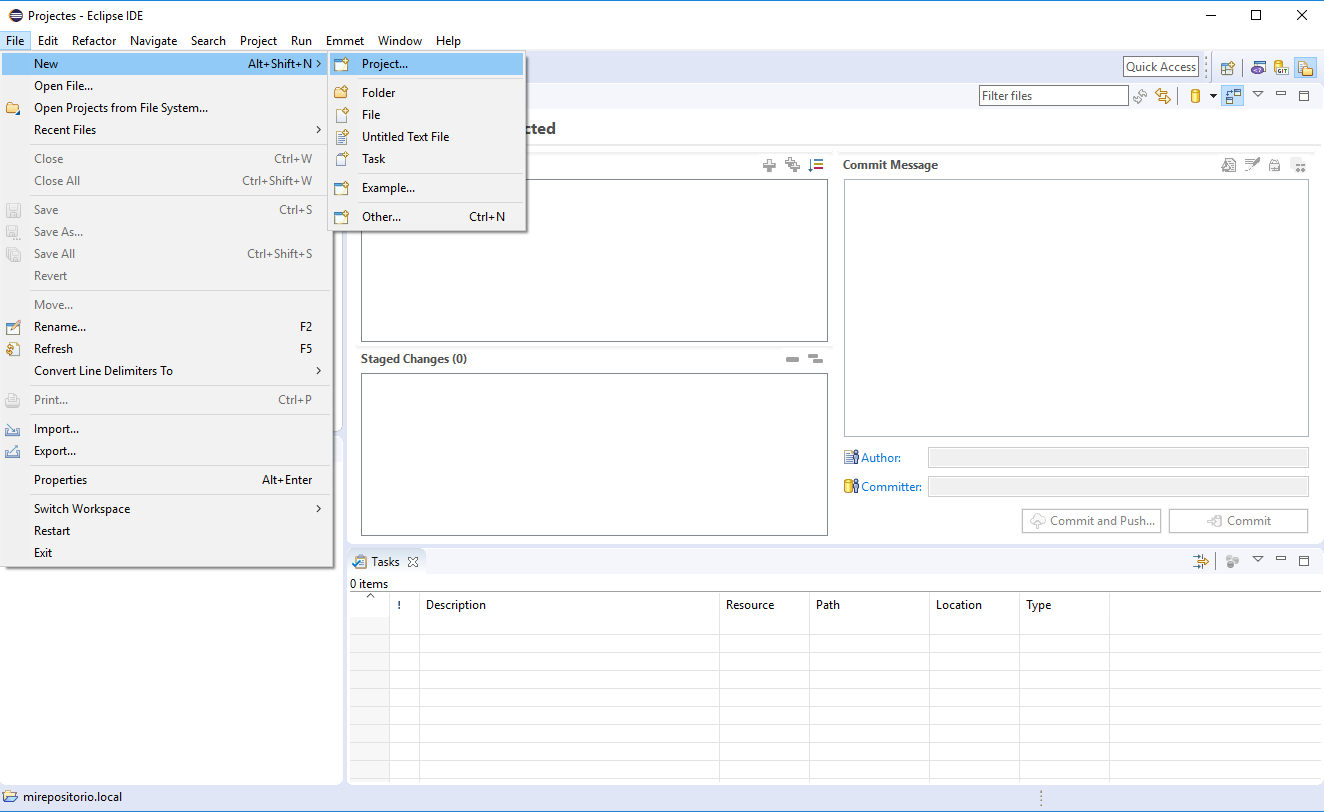 Projectes - Eclipse IDE
File Edit Refactor Navigate Search Project Run Emmet Window Help
New Alt+Shift+N
Open File...
Open Projects from File System...
Recent Files
Close Ctrl+W
Close All Ctrl+Shift+W
Save Ctrl+S
Save As...
Save All Ctrl+Shift+S
Revert
Move...
Rename... F2
Refresh F5
Convert Line Delimiters To
Print... Ctrl+P
Import...
Export...
Properties Alt+Enter
Switch Workspace
Restart
Exit
Project...
Folder
File
Untitled Text File
Task
Example...
Other... Ctrl+N
Quick Access
GIT
Filter files
cted
Commit Message
Staged Changes (0)
Author:
Committer:
Commit and Push... Commit
Tasks
0 items
! Description Resource Path Location Type
mirepositorio.local